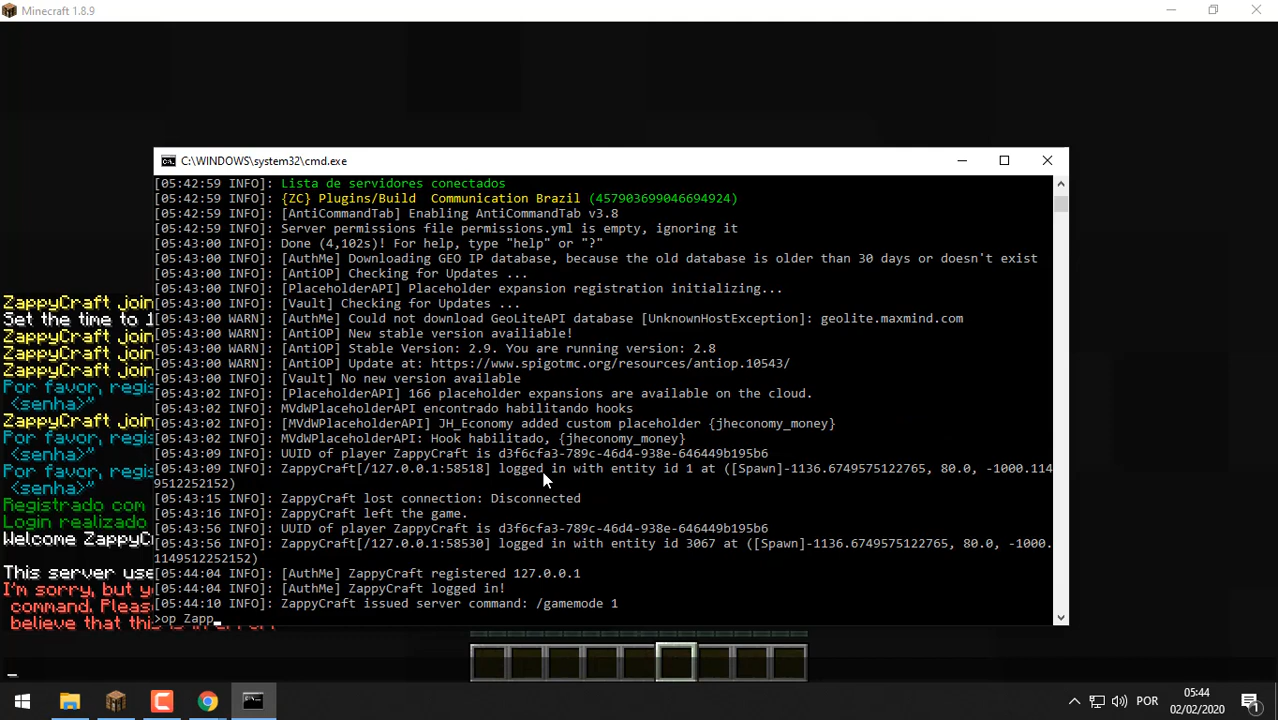 Minecraft 1.8.9
C:\WINDOWS\system32\cmd.exe
[05:42:59 INFO]: Lista de servidores conectados
[05:42:59 INFO]: {ZC} Plugins/Build  Communication Brazil (457903699046694924)
[05:42:59 INFO]: [AntiCommandTab] Enabling AntiCommandTab v3.8
[05:42:59 INFO]: Server permissions file permissions.yml is empty, ignoring it
[05:43:00 INFO]: Done (4,102s)! For help, type "help" or "?"
[05:43:00 INFO]: [AuthMe] Downloading GEO IP database, because the old database is older than 30 days or doesn't exist
[05:43:00 INFO]: [AntiOP] Checking for Updates ...
[05:43:00 INFO]: [PlaceholderAPI] Placeholder expansion registration initializing...
[05:43:00 INFO]: [Vault] Checking for Updates ...
[05:43:00 WARN]: [AuthMe] Could not download GeoLiteAPI database [UnknownHostException]: geolite.maxmind.com
[05:43:00 WARN]: [AntiOP] New stable version availiable!
[05:43:00 WARN]: [AntiOP] Stable Version: 2.9. You are running version: 2.8
[05:43:00 WARN]: [AntiOP] Update at: https://www.spigotmc.org/resources/antiop.10543/
[05:43:00 INFO]: [Vault] No new version available
[05:43:02 INFO]: [PlaceholderAPI] 166 placeholder expansions are available on the cloud.
[05:43:02 INFO]: MVdWPlaceholderAPI encontrado habilitando hooks
[05:43:02 INFO]: [MVdWPlaceholderAPI] JH_Economy added custom placeholder {jheconomy_money}
[05:43:02 INFO]: MVdWPlaceholderAPI: Hook habilitado, {jheconomy_money}
[05:43:09 INFO]: UUID of player ZappyCraft is d3f6cfa3-789c-46d4-938e-646449b195b6
[05:43:09 INFO]: ZappyCraft[/127.0.0.1:58518] logged in with entity id 1 at ([Spawn]-1136.6749575122765, 80.0, -1000.114
9512252152)
[05:43:15 INFO]: ZappyCraft lost connection: Disconnected
[05:43:16 INFO]: ZappyCraft left the game.
[05:43:56 INFO]: UUID of player ZappyCraft is d3f6cfa3-789c-46d4-938e-646449b195b6
[05:43:56 INFO]: ZappyCraft[/127.0.0.1:58530] logged in with entity id 3067 at ([Spawn]-1136.6749575122765, 80.0, -1000.
1149512252152)
[05:44:04 INFO]: [AuthMe] ZappyCraft registered 127.0.0.1
[05:44:04 INFO]: [AuthMe] ZappyCraft logged in!
[05:44:10 INFO]: ZappyCraft issued server command: /gamemode 1
>op Zapp_
ZappyCraft join
Set the time to 1
ZappyCraft join
ZappyCraft join
ZappyCraft join
Por favor, regis
<senha>"
ZappyCraft join
Por favor, regis
<senha>"
Por favor, regis
<senha>"
Registrado com
Login realizado
Welcome ZappyC
This server use
I'm sorry, but y
command. Pleas
believe that this is in error.
_
POR
05:44
02/02/2020
1